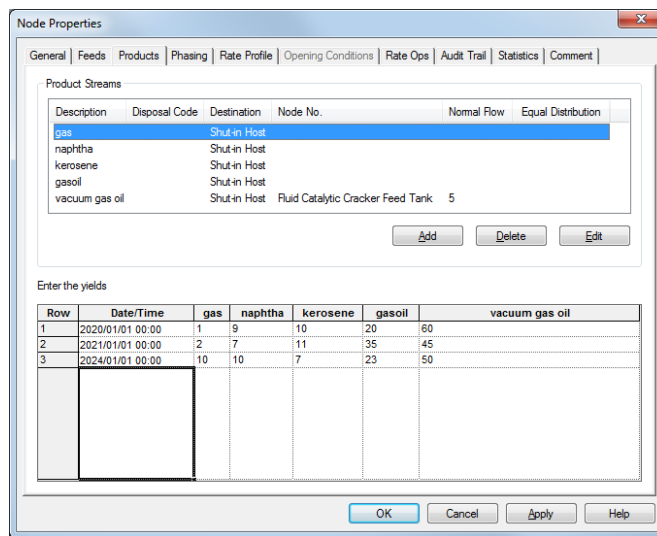 Node Properties
General Feeds Products Phasing Rate Profile Opening Conditions Rate Ops Audit Trail Statistics Comment
Product Streams
Description Disposal Code Destination Node No. Normal Flow Equal Distribution
gas Shut-in Host
naphtha Shut-in Host
kerosene Shut-in Host
gasoil Shut-in Host
vacuum gas oil Shut-in Host Fluid Catalytic Cracker Feed Tank 5
Add Delete Edit
Enter the yields
Row Date/Time gas naphtha kerosene gasoil vacuum gas oil
1 2020/01/01 00:00 1 9 10 20 60
2 2021/01/01 00:00 2 7 11 35 45
3 2024/01/01 00:00 10 10 7 23 50
OK Cancel Apply Help